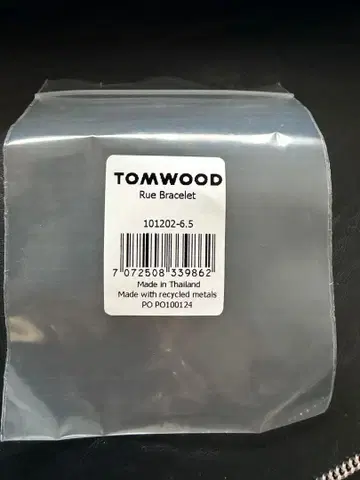 TOMWOOD
Rue Bracelet
101202-6.5
7 072508 339862
Made in Thailand
Made with recycled metals
PO PO100124